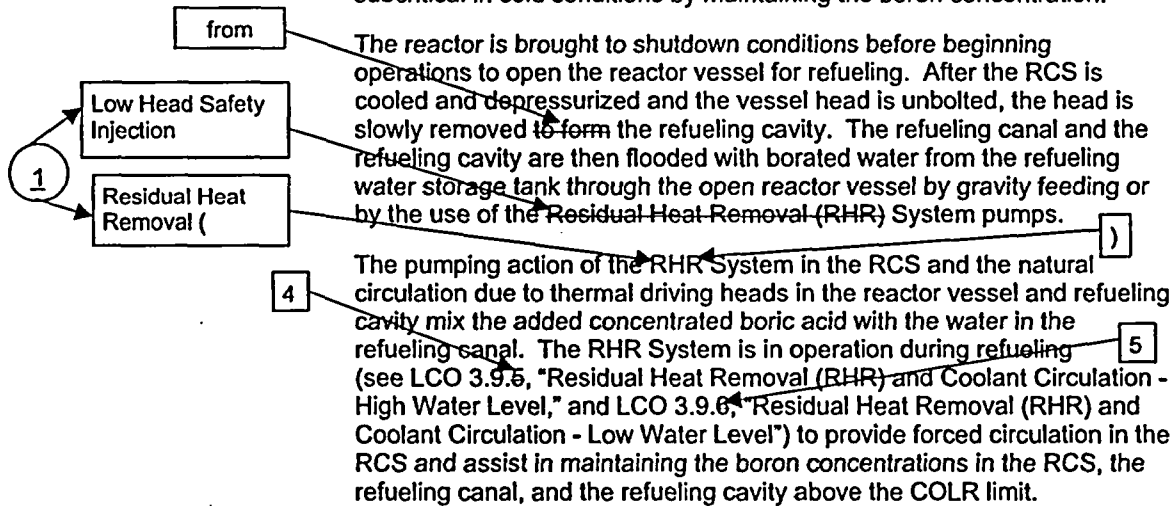 from
The reactor is brought to shutdown conditions before beginning
operations to open the reactor vessel for refueling. After the RCS is
cooled and depressurized and the vessel head is unbolted, the head is
slowly removed to form the refueling cavity. The refueling canal and the
refueling cavity are then flooded with borated water from the refueling
water storage tank through the open reactor vessel by gravity feeding or
by the use of the Residual Heat Removal (RHR) System pumps.
Low Head Safety
Injection
1
Residual Heat
Removal (
)
The pumping action of the RHR System in the RCS and the natural
circulation due to thermal driving heads in the reactor vessel and refueling
cavity mix the added concentrated boric acid with the water in the
refueling canal. The RHR System is in operation during refueling
(see LCO 3.9.5, "Residual Heat Removal (RHR) and Coolant Circulation -
High Water Level," and LCO 3.9.6, "Residual Heat Removal (RHR) and
Coolant Circulation - Low Water Level") to provide forced circulation in the
RCS and assist in maintaining the boron concentrations in the RCS, the
refueling canal, and the refueling cavity above the COLR limit.
4
5